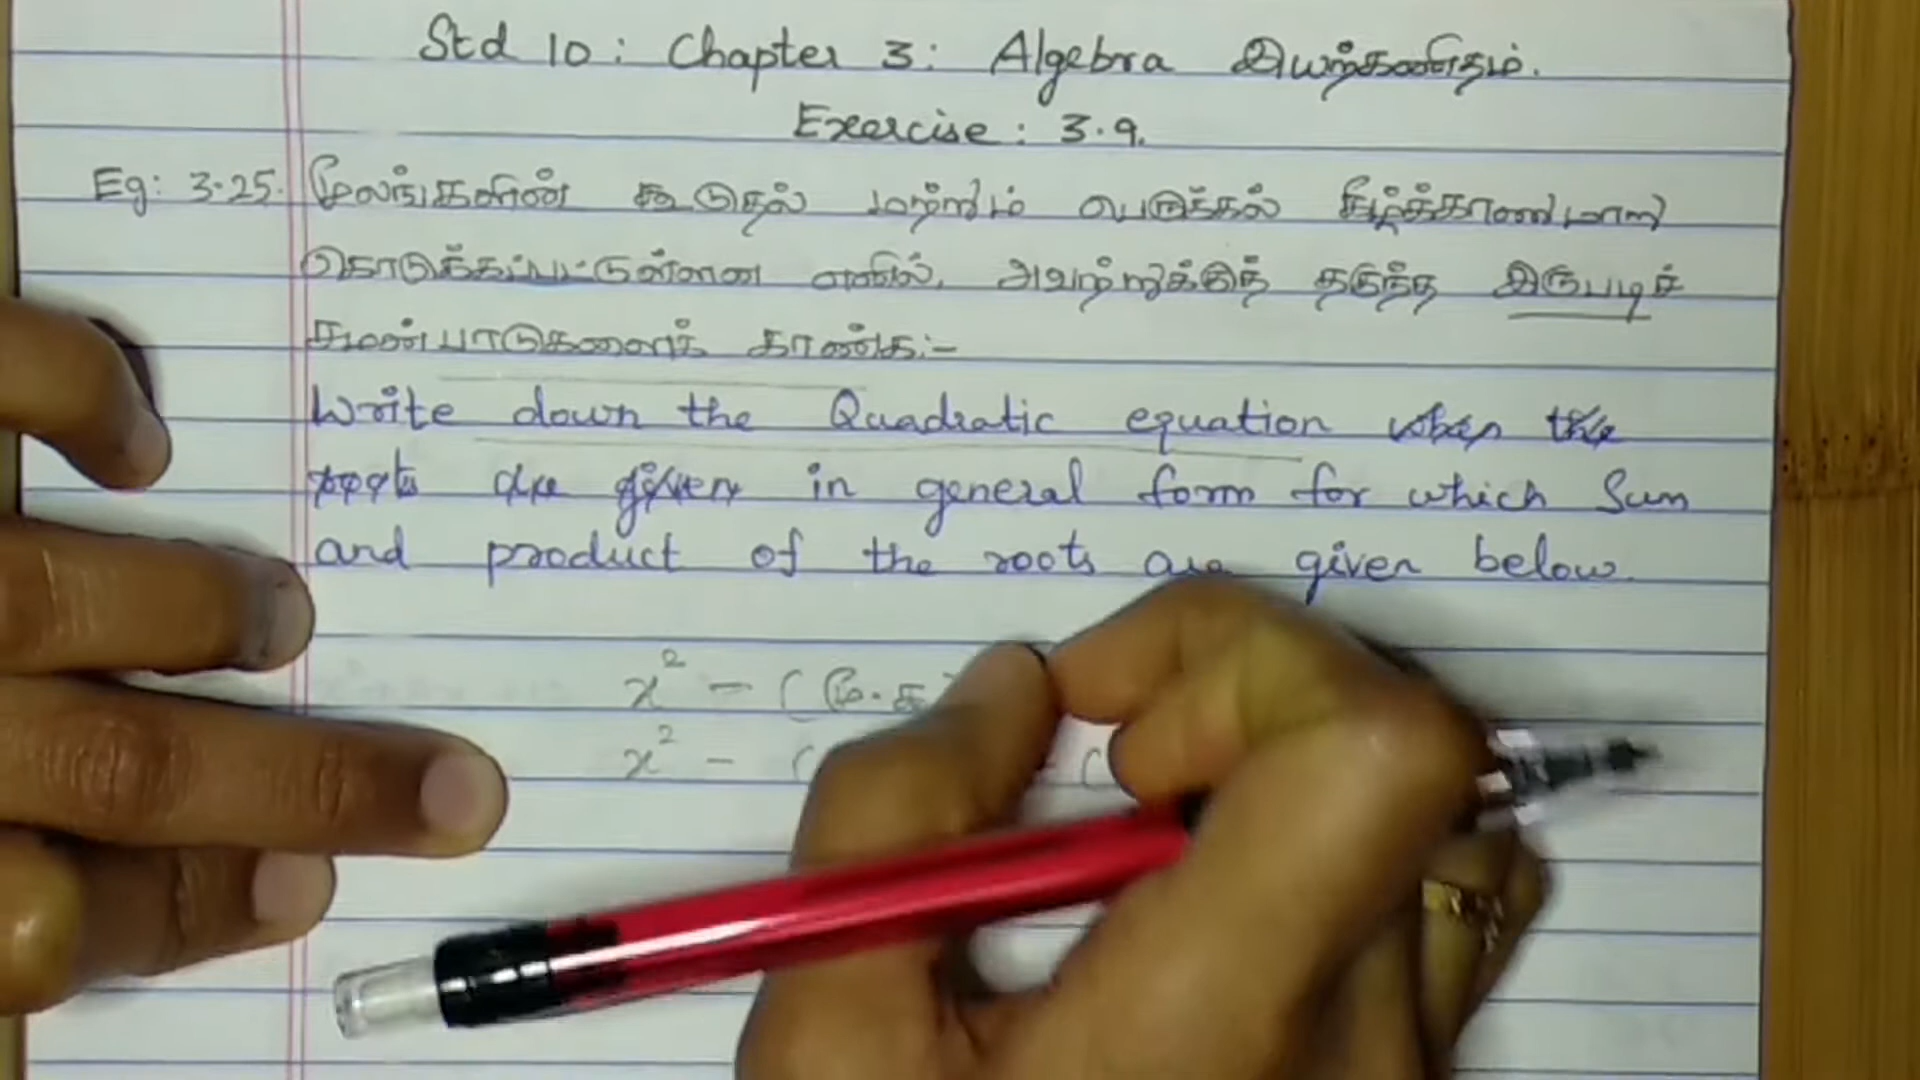 Std 10 : Chapter 3 : Algebra இயற்கணிதம்.
Exercise : 3.9.
Eg: 3.25. மூலங்களின் கூடுதல் மற்றும் பெருக்கல் கீழ்க்காணுமாறு
கொடுக்கப்பட்டுள்ளன எனில், அவற்றுக்குத் தகுந்த இருபடிச்
சமன்பாடுகளைக் காண்க:-
Write down the Quadratic equation when the
roots are given in general form for which Sum
and product of the roots are given below.
x² - ( மூ.க
x² - ( (